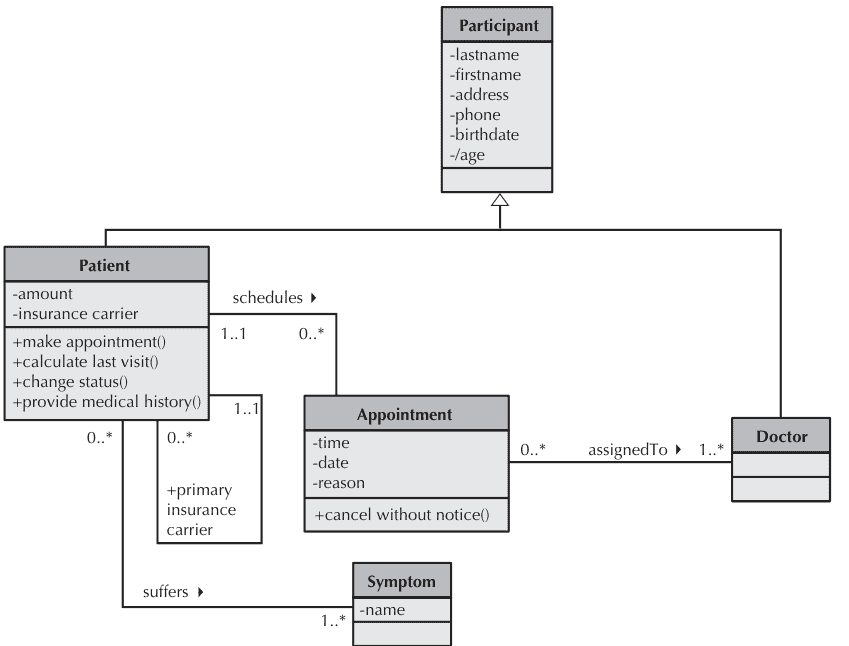 Participant
-lastname
-firstname
-address
-phone
-birthdate
-/age
Patient
-amount
-insurance carrier
+make appointment()
+calculate last visit()
+change status()
+provide medical history()
schedules
1..1
0..*
1..1
0..*
0..*
+primary
insurance
carrier
Appointment
-time
-date
-reason
+cancel without notice()
0..*
assignedTo
1..*
Doctor
suffers
1..*
Symptom
-name